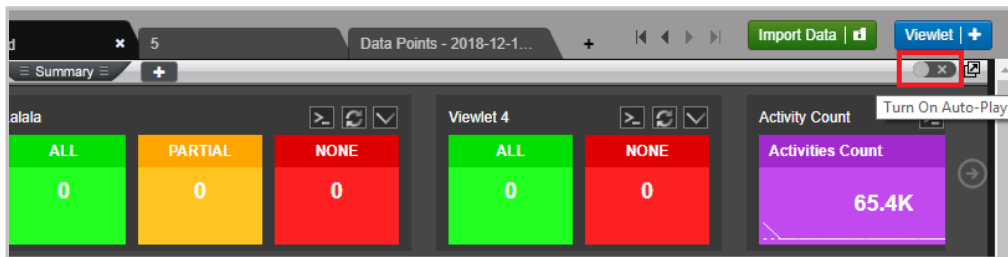 d × 5 Data Points - 2018-12-1... + Import Data Viewlet +
Summary + ×
Turn On Auto-Play
alala Viewlet 4 Activity Count
ALL PARTIAL NONE ALL NONE Activities Count
0 0 0 0 0 65.4K